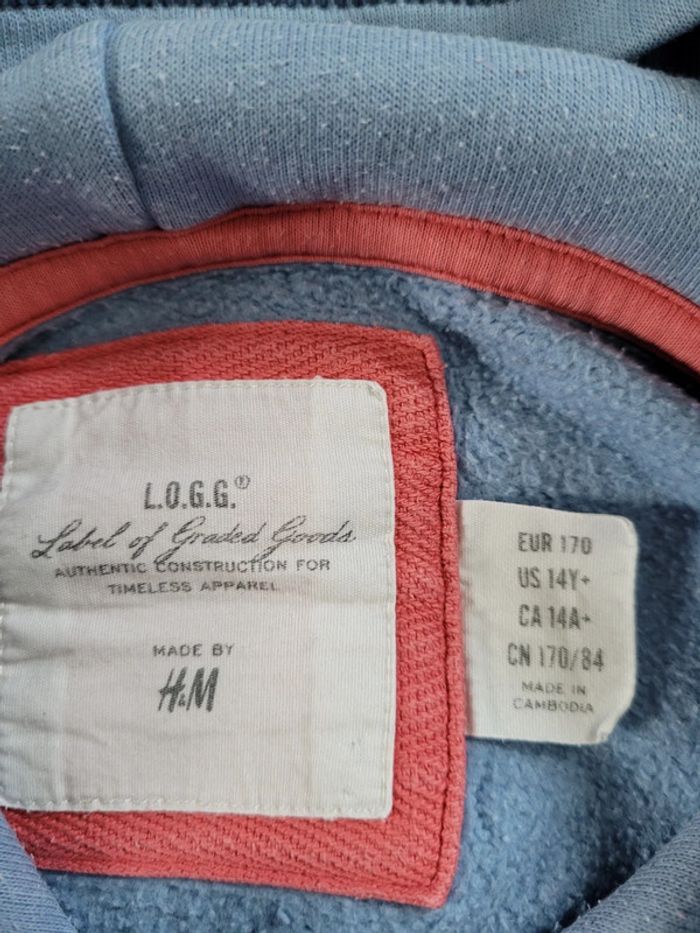 L.O.G.G.®
Label of Graded Goods
AUTHENTIC CONSTRUCTION FOR
TIMELESS APPAREL
MADE BY
H&M
EUR 170
US 14Y+
CA 14A+
CN 170/84
MADE IN
CAMBODIA